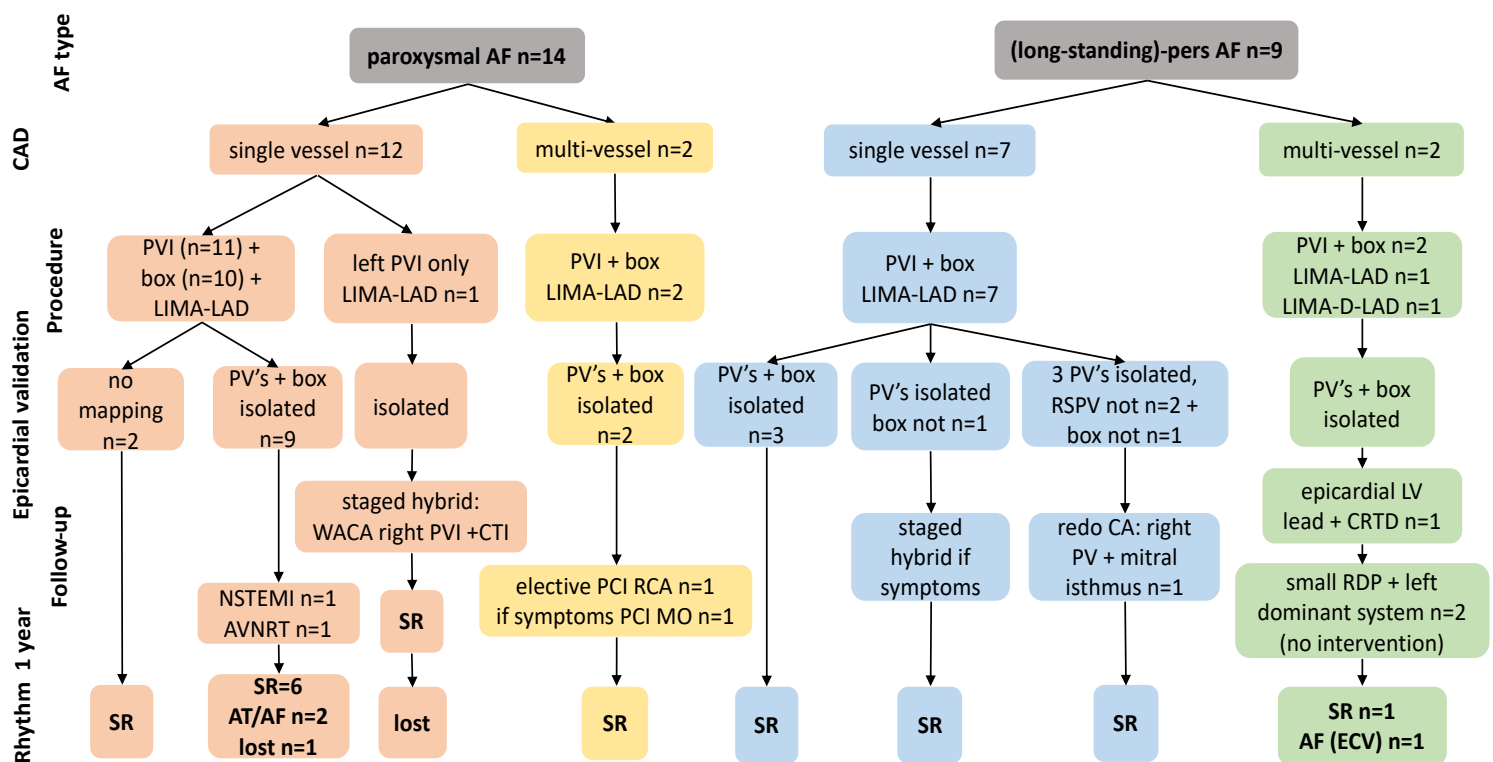 AF type
paroxysmal AF n=14
(long-standing)-pers AF n=9
CAD
single vessel n=12
multi-vessel n=2
single vessel n=7
multi-vessel n=2
Procedure
PVI (n=11) +
box (n=10) +
LIMA-LAD
left PVI only
LIMA-LAD n=1
PVI + box
LIMA-LAD n=2
PVI + box
LIMA-LAD n=7
PVI + box n=2
LIMA-LAD n=1
LIMA-D-LAD n=1
Epicardial validation
no
mapping
n=2
PV's + box
isolated
n=9
isolated
PV's + box
isolated
n=2
PV's + box
isolated
n=3
PV's isolated
box not n=1
3 PV's isolated,
RSPV not n=2 +
box not n=1
PV's + box
isolated
Follow-up
staged hybrid:
WACA right PVI +CTI
NSTEMI n=1
AVNRT n=1
SR
elective PCI RCA n=1
if symptoms PCI MO n=1
staged
hybrid if
symptoms
redo CA: right
PV + mitral
isthmus n=1
epicardial LV
lead + CRTD n=1
small RDP + left
dominant system n=2
(no intervention)
Rhythm 1 year
SR
SR=6
AT/AF n=2
lost n=1
lost
SR
SR
SR
SR
SR n=1
AF (ECV) n=1